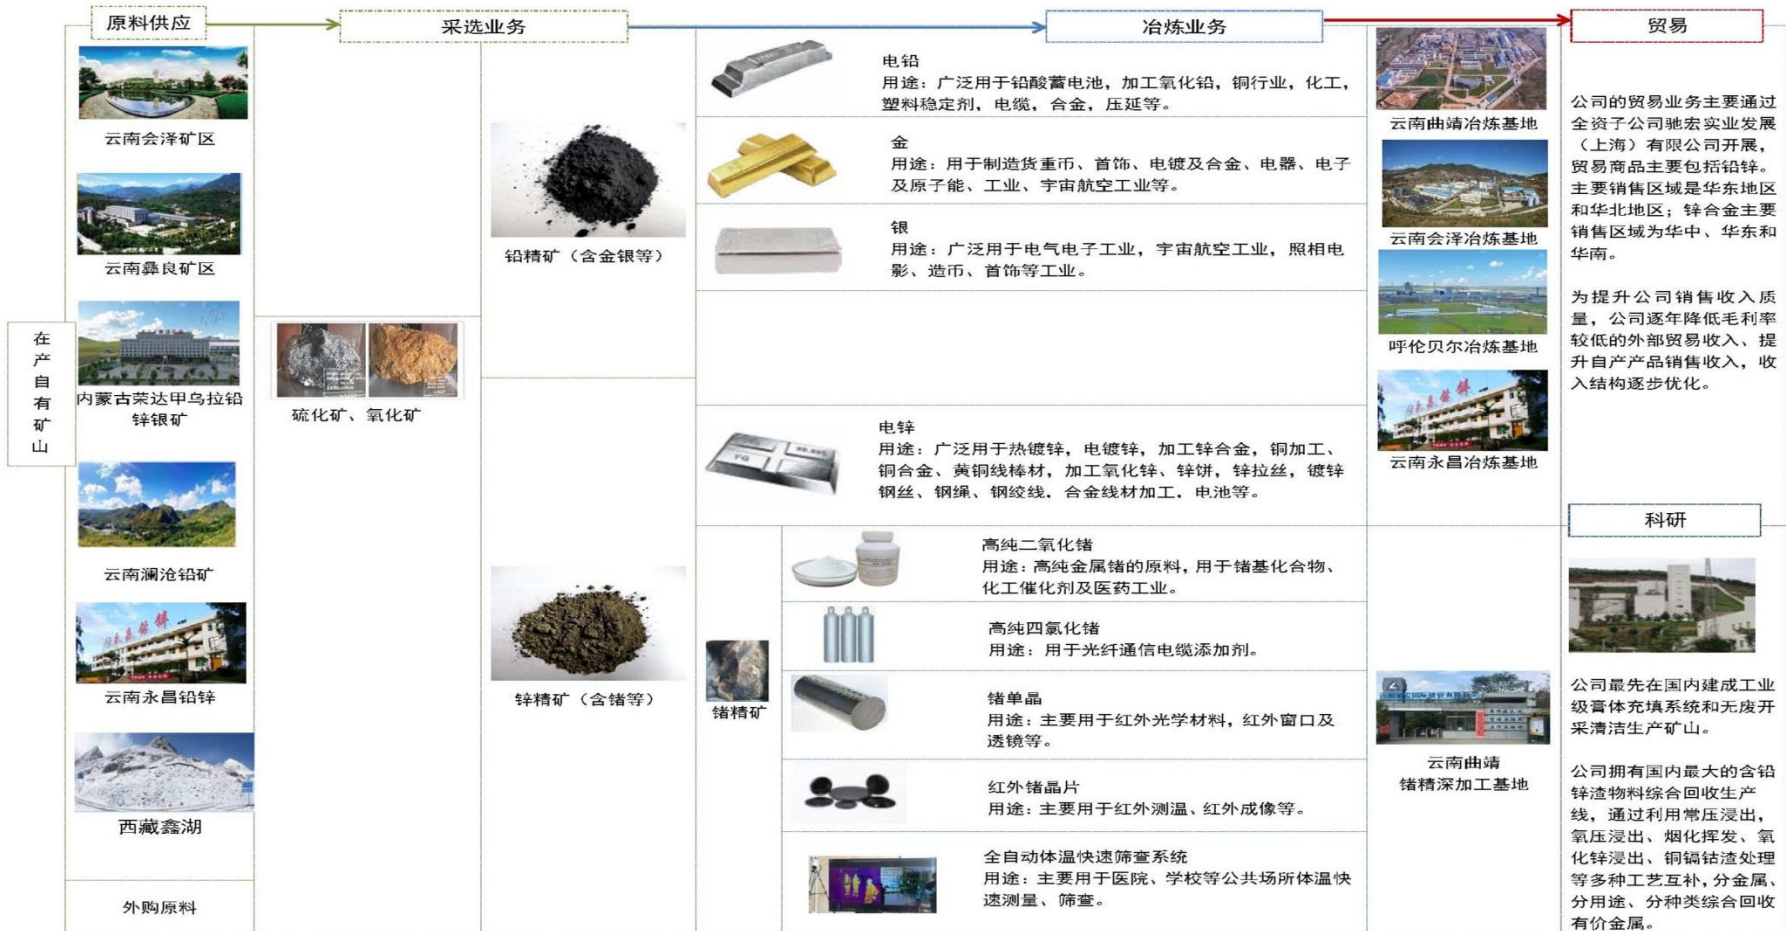 原料供应
采选业务
冶炼业务
贸易
在
产
自
有
矿
山
云南会泽矿区
云南彝良矿区
内蒙古荣达甲乌拉铅
锌银矿
云南澜沧铅矿
云南永昌铅锌
西藏鑫湖
外购原料
硫化矿、氧化矿
铅精矿（含金银等）
锌精矿（含锗等）
电铅
用途：广泛用于铅酸蓄电池，加工氧化铅，铜行业，化工，
塑料稳定剂，电缆，合金，压延等。
金
用途：用于制造货重币、首饰、电镀及合金、电器、电子
及原子能、工业、宇宙航空工业等。
银
用途：广泛用于电气电子工业，宇宙航空工业，照相电
影、造币、首饰等工业。
电锌
用途：广泛用于热镀锌，电镀锌，加工锌合金，铜加工、
铜合金、黄铜线棒材，加工氧化锌、锌饼，锌拉丝，镀锌
钢丝、钢绳、钢绞线，合金线材加工，电池等。
锗精矿
高纯二氧化锗
用途：高纯金属锗的原料，用于锗基化合物、
化工催化剂及医药工业。
高纯四氯化锗
用途：用于光纤通信电缆添加剂。
锗单晶
用途：主要用于红外光学材料，红外窗口及
透镜等。
红外锗晶片
用途：主要用于红外测温、红外成像等。
全自动体温快速筛查系统
用途：主要用于医院、学校等公共场所体温快
速测量、筛查。
云南曲靖冶炼基地
云南会泽冶炼基地
呼伦贝尔冶炼基地
云南永昌冶炼基地
云南曲靖
锗精深加工基地
公司的贸易业务主要通过
全资子公司驰宏实业发展
（上海）有限公司开展，
贸易商品主要包括铅锌。
主要销售区域是华东地区
和华北地区；锌合金主要
销售区域为华中、华东和
华南。
为提升公司销售收入质
量，公司逐年降低毛利率
较低的外部贸易收入、提
升自产产品销售收入，收
入结构逐步优化。
科研
公司最先在国内建成工业
级膏体充填系统和无废开
采清洁生产矿山。
公司拥有国内最大的含铅
锌渣物料综合回收生产
线，通过利用常压浸出，
氧压浸出、烟化挥发、氧
化锌浸出、铜镉钴渣处理
等多种工艺互补，分金属、
分用途、分种类综合回收
有价金属。